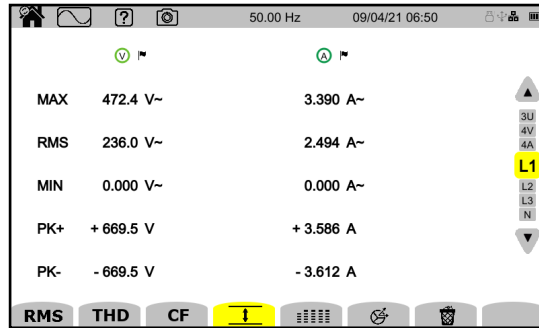 ? 50.00 Hz 09/04/21 06:50
V A
MAX 472.4 V~ 3.390 A~
3U
4V
RMS 236.0 V~ 2.494 A~ 4A
L1
MIN 0.000 V~ 0.000 A~ L2
L3
N
PK+ + 669.5 V + 3.586 A
PK- - 669.5 V - 3.612 A
RMS THD CF